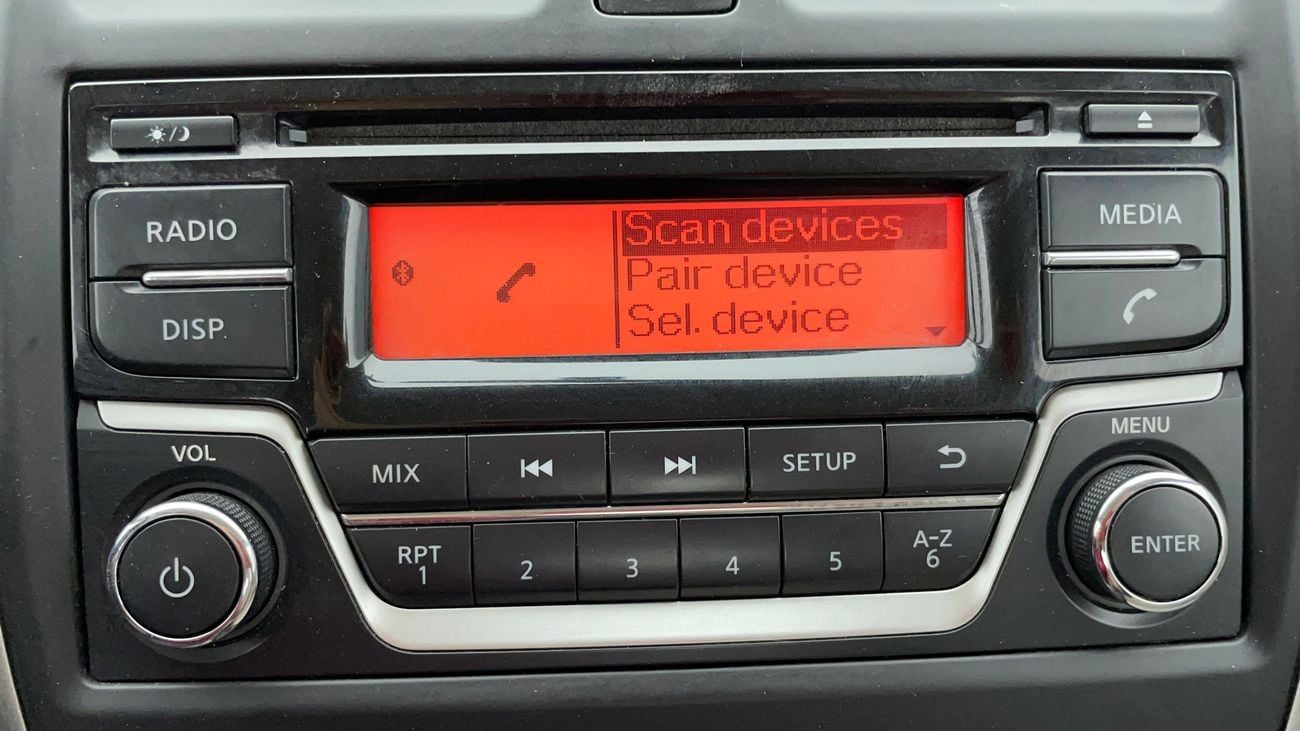 RADIO
DISP.
Scan devices
Pair device
Sel. device
MEDIA
VOL
MENU
MIX
SETUP
RPT
1
2
3
4
5
A-Z
6
ENTER